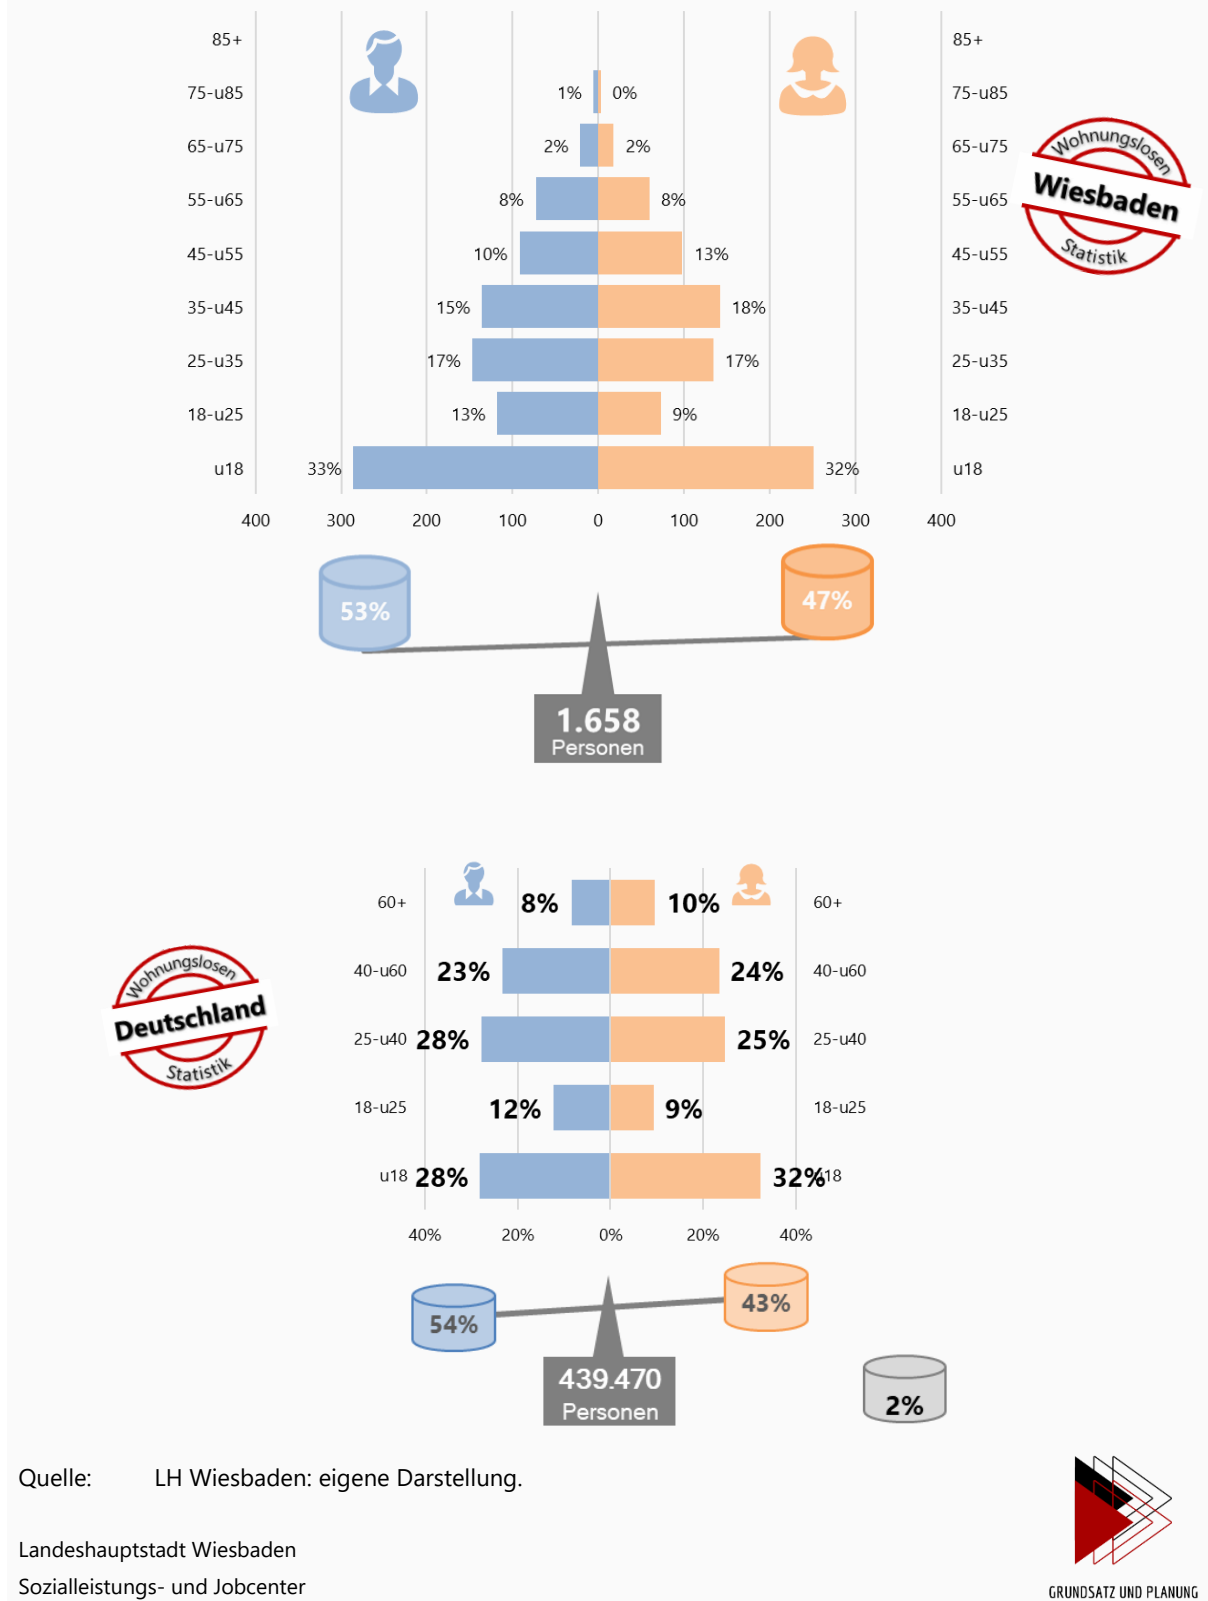 85+ 85+
75-u85 1% 0% 75-u85
65-u75 2% 2% 65-u75
55-u65 8% 8% 55-u65
45-u55 10% 13% 45-u55
35-u45 15% 18% 35-u45
25-u35 17% 17% 25-u35
18-u25 13% 9% 18-u25
u18 33% 32% u18
400 300 200 100 0 100 200 300 400
Wohnungslosen
Wiesbaden
Statistik
53% 47%
1.658
Personen
60+ 8% 10% 60+
40-u60 23% 24% 40-u60
25-u40 28% 25% 25-u40
18-u25 12% 9% 18-u25
u18 28% 32% u18
40% 20% 0% 20% 40%
Wohnungslosen
Deutschland
Statistik
54% 43%
439.470
Personen
2%
Quelle: LH Wiesbaden: eigene Darstellung.
Landeshauptstadt Wiesbaden
Sozialleistungs- und Jobcenter
GRUNDSATZ UND PLANUNG